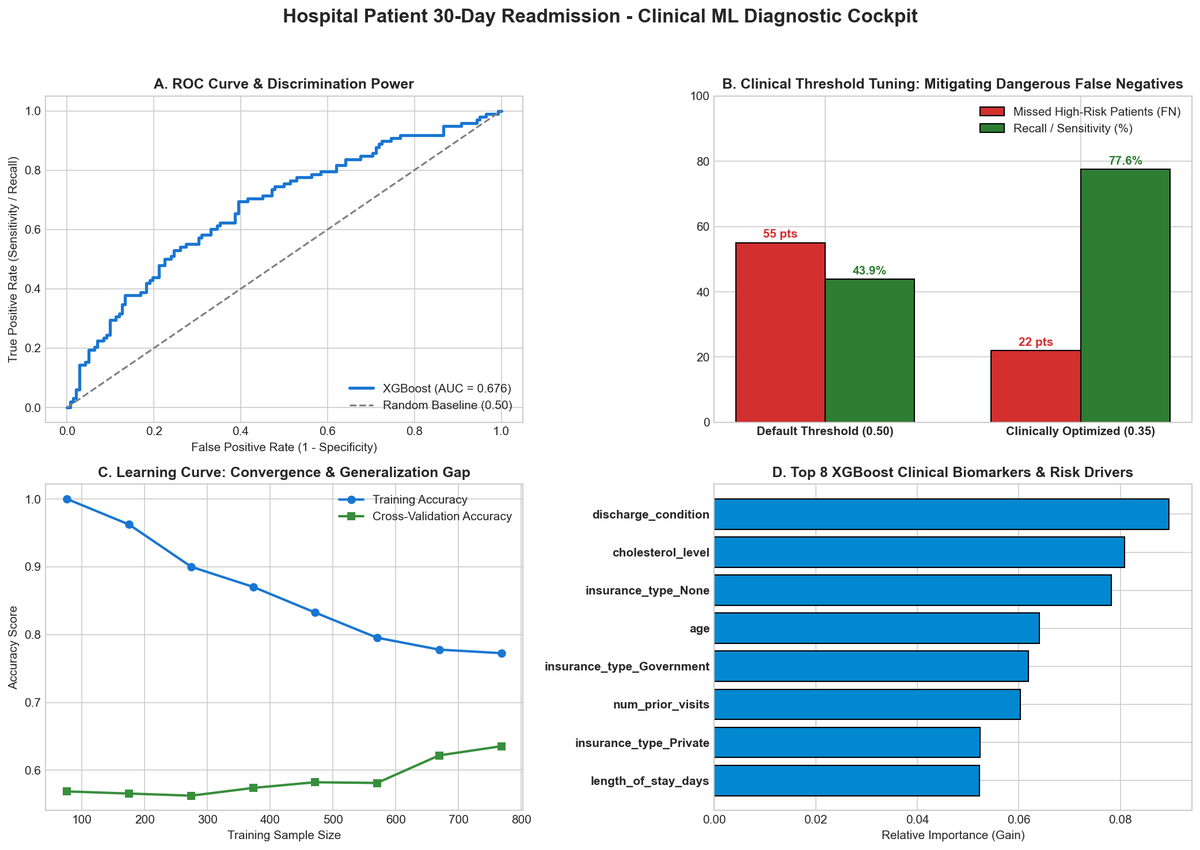 Hospital Patient 30-Day Readmission - Clinical ML Diagnostic Cockpit
A. ROC Curve & Discrimination Power
True Positive Rate (Sensitivity / Recall)
1.0
0.8
0.6
0.4
0.2
0.0
XGBoost (AUC = 0.676)
Random Baseline (0.50)
0.0 0.2 0.4 0.6 0.8 1.0
False Positive Rate (1 - Specificity)
B. Clinical Threshold Tuning: Mitigating Dangerous False Negatives
100
80
60
40
20
0
Missed High-Risk Patients (FN)
Recall / Sensitivity (%)
55 pts
43.9%
22 pts
77.6%
Default Threshold (0.50)
Clinically Optimized (0.35)
C. Learning Curve: Convergence & Generalization Gap
Accuracy Score
1.0
0.9
0.8
0.7
0.6
Training Accuracy
Cross-Validation Accuracy
100 200 300 400 500 600 700 800
Training Sample Size
D. Top 8 XGBoost Clinical Biomarkers & Risk Drivers
discharge_condition
cholesterol_level
insurance_type_None
age
insurance_type_Government
num_prior_visits
insurance_type_Private
length_of_stay_days
0.00 0.02 0.04 0.06 0.08
Relative Importance (Gain)